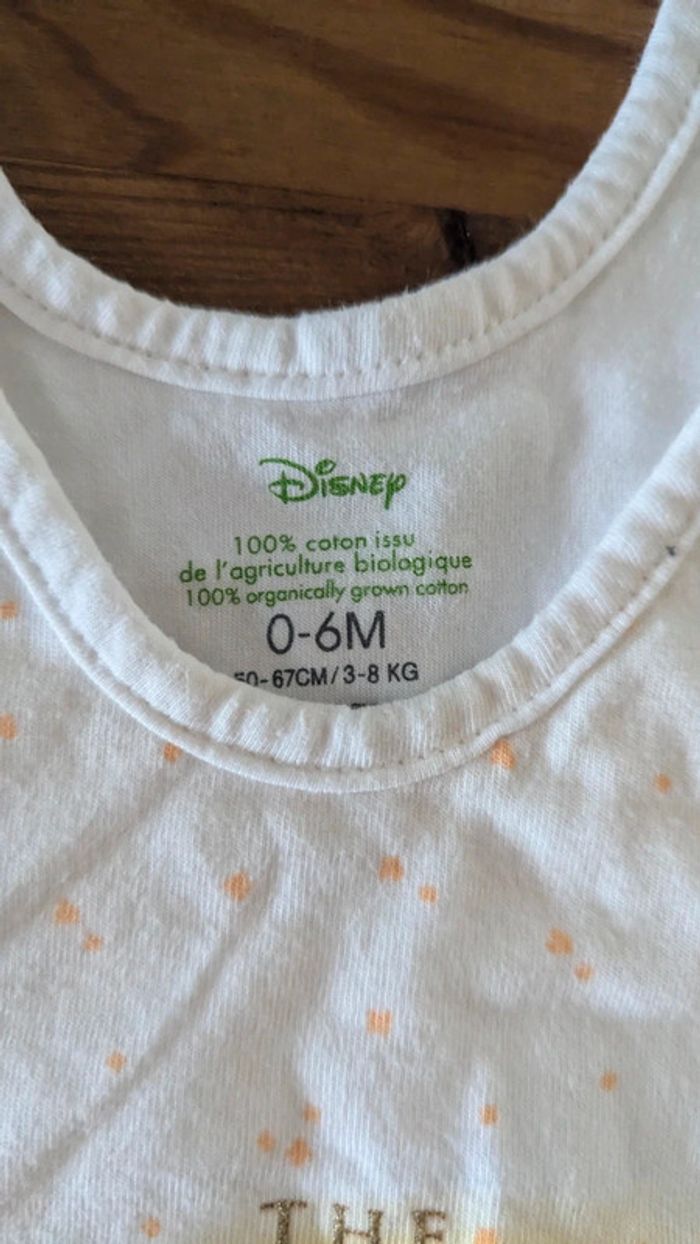 Disney
100% coton issu
de l'agriculture biologique
100% organically grown cotton
0-6M
50-67CM/3-8 KG
THE